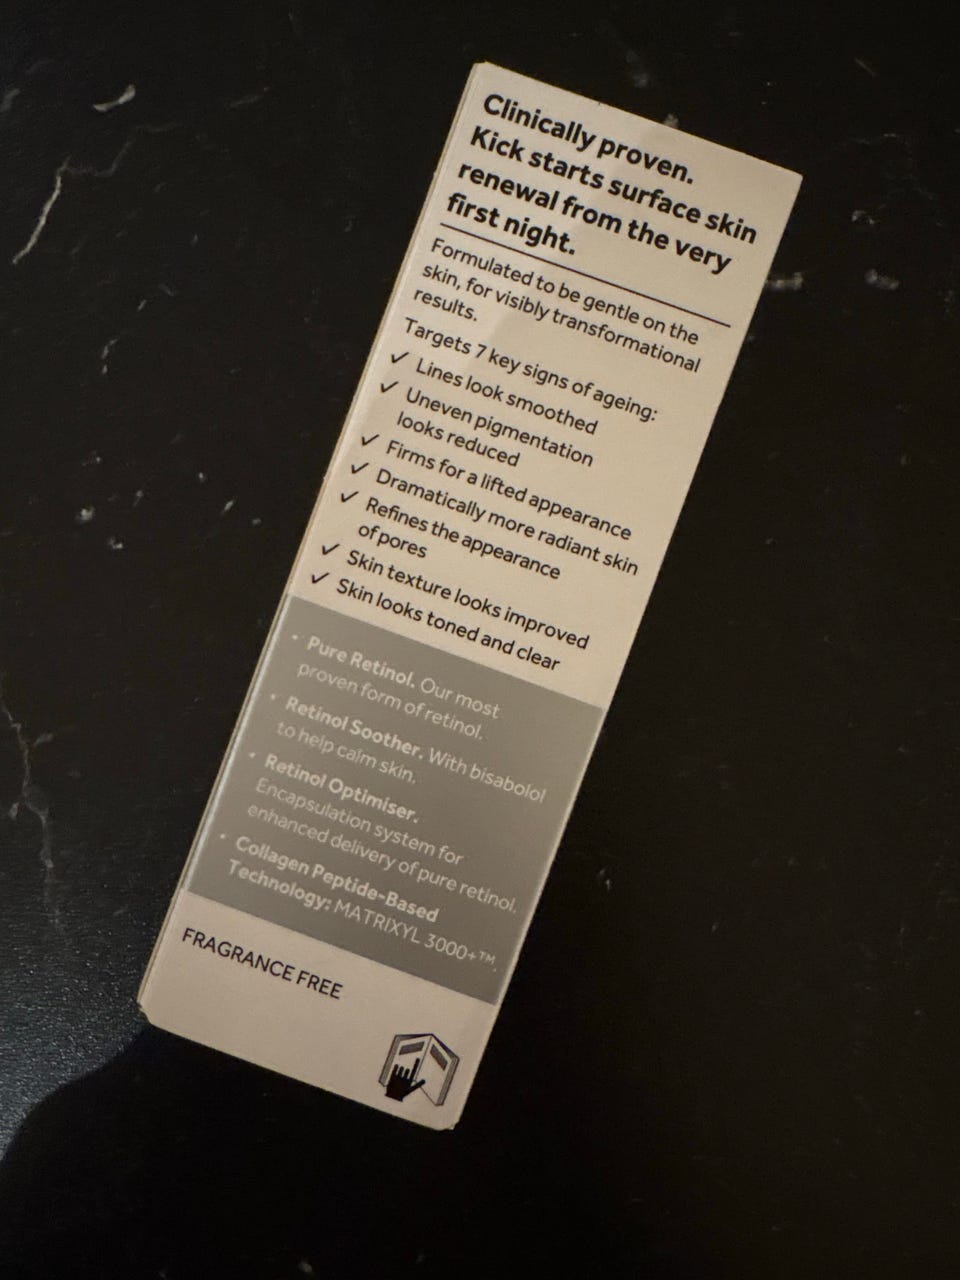 Clinically proven.
Kick starts surface skin
renewal from the very
first night.
Formulated to be gentle on the
skin, for visibly transformational
results.
Targets 7 key signs of ageing:
✓ Lines look smoothed
✓ Uneven pigmentation
looks reduced
✓ Firms for a lifted appearance
✓ Dramatically more radiant skin
✓ Refines the appearance
of pores
✓ Skin texture looks improved
✓ Skin looks toned and clear
• Pure Retinol. Our most
proven form of retinol.
• Retinol Soother. With bisabolol
to help calm skin.
• Retinol Optimiser.
Encapsulation system for
enhanced delivery of pure retinol.
• Collagen Peptide-Based
Technology: MATRIXYL 3000+™.
FRAGRANCE FREE